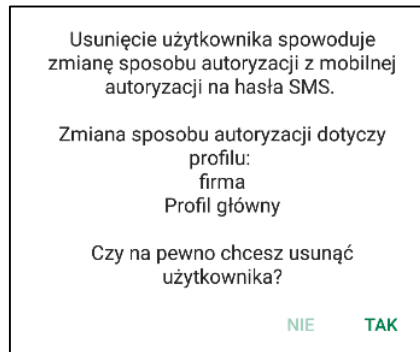 Usunięcie użytkownika spowoduje
zmianę sposobu autoryzacji z mobilnej
autoryzacji na hasła SMS.
Zmiana sposobu autoryzacji dotyczy
profilu:
firma
Profil główny
Czy na pewno chcesz usunąć
użytkownika?
NIE TAK